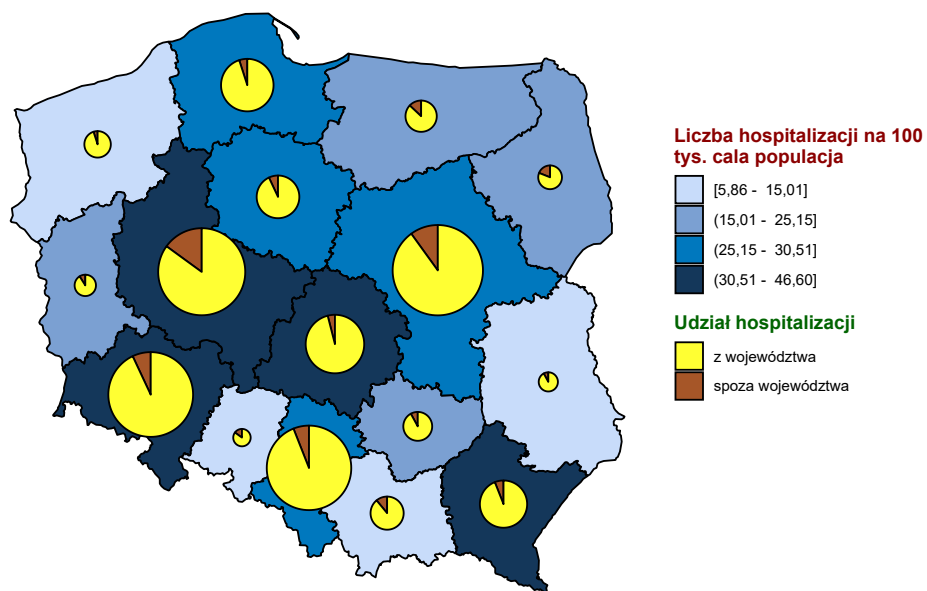 Liczba hospitalizacji na 100
tys. cala populacja
[5,86 - 15,01]
(15,01 - 25,15]
(25,15 - 30,51]
(30,51 - 46,60]
Udział hospitalizacji
z województwa
spoza województwa